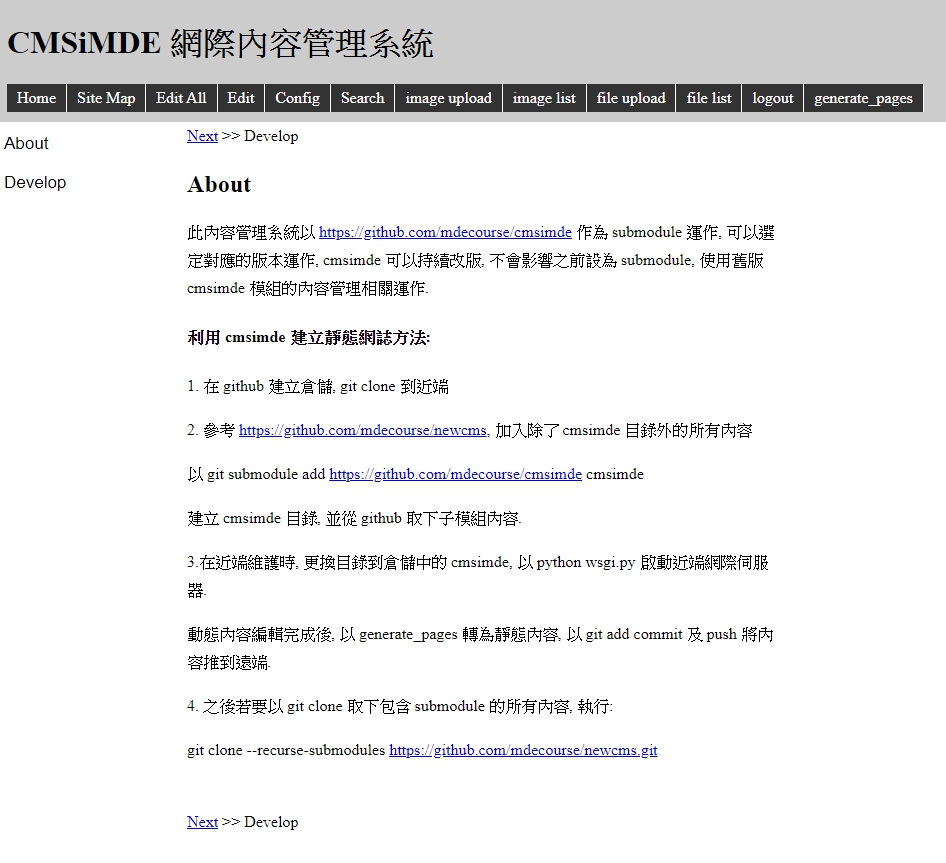 CMSiMDE 網際內容管理系統
Home Site Map Edit All Edit Config Search image upload image list file upload file list logout generate_pages
About
Develop
Next >> Develop
About
此內容管理系統以 https://github.com/mdecourse/cmsimde 作為 submodule 運作, 可以選
定對應的版本運作, cmsimde 可以持續改版, 不會影響之前設為 submodule, 使用舊版
cmsimde 模組的內容管理相關運作.
利用 cmsimde 建立靜態網誌方法:
1. 在 github 建立倉儲, git clone 到近端
2. 參考 https://github.com/mdecourse/newcms, 加入除了 cmsimde 目錄外的所有內容
以 git submodule add https://github.com/mdecourse/cmsimde cmsimde
建立 cmsimde 目錄, 並從 github 取下子模組內容.
3.在近端維護時, 更換目錄到倉儲中的 cmsimde, 以 python wsgi.py 啟動近端網際伺服
器.
動態內容編輯完成後, 以 generate_pages 轉為靜態內容, 以 git add commit 及 push 將內
容推到遠端.
4. 之後若要以 git clone 取下包含 submodule 的所有內容, 執行:
git clone --recurse-submodules https://github.com/mdecourse/newcms.git
Next >> Develop